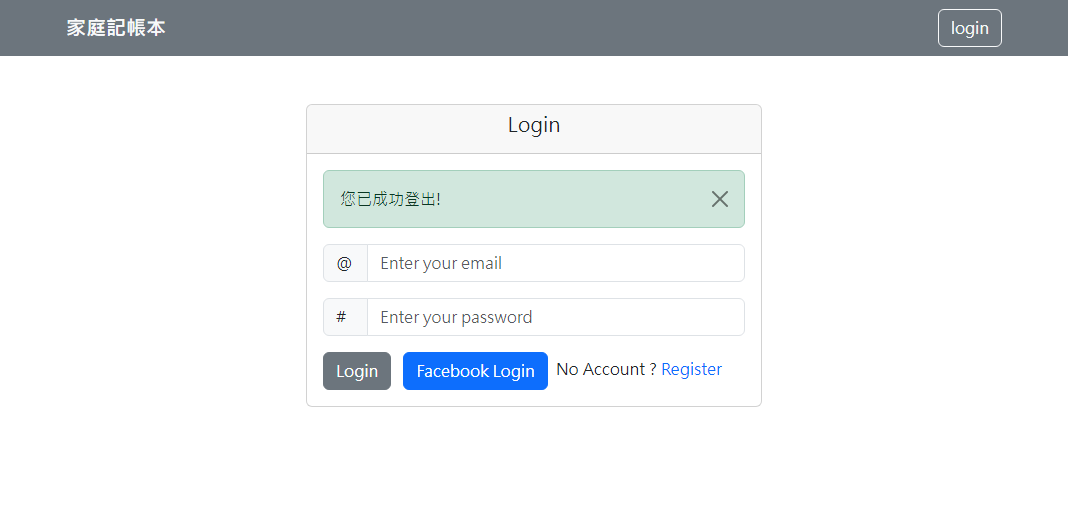 家庭記帳本
login
Login
您已成功登出!
@ Enter your email
# Enter your password
Login Facebook Login No Account ? Register